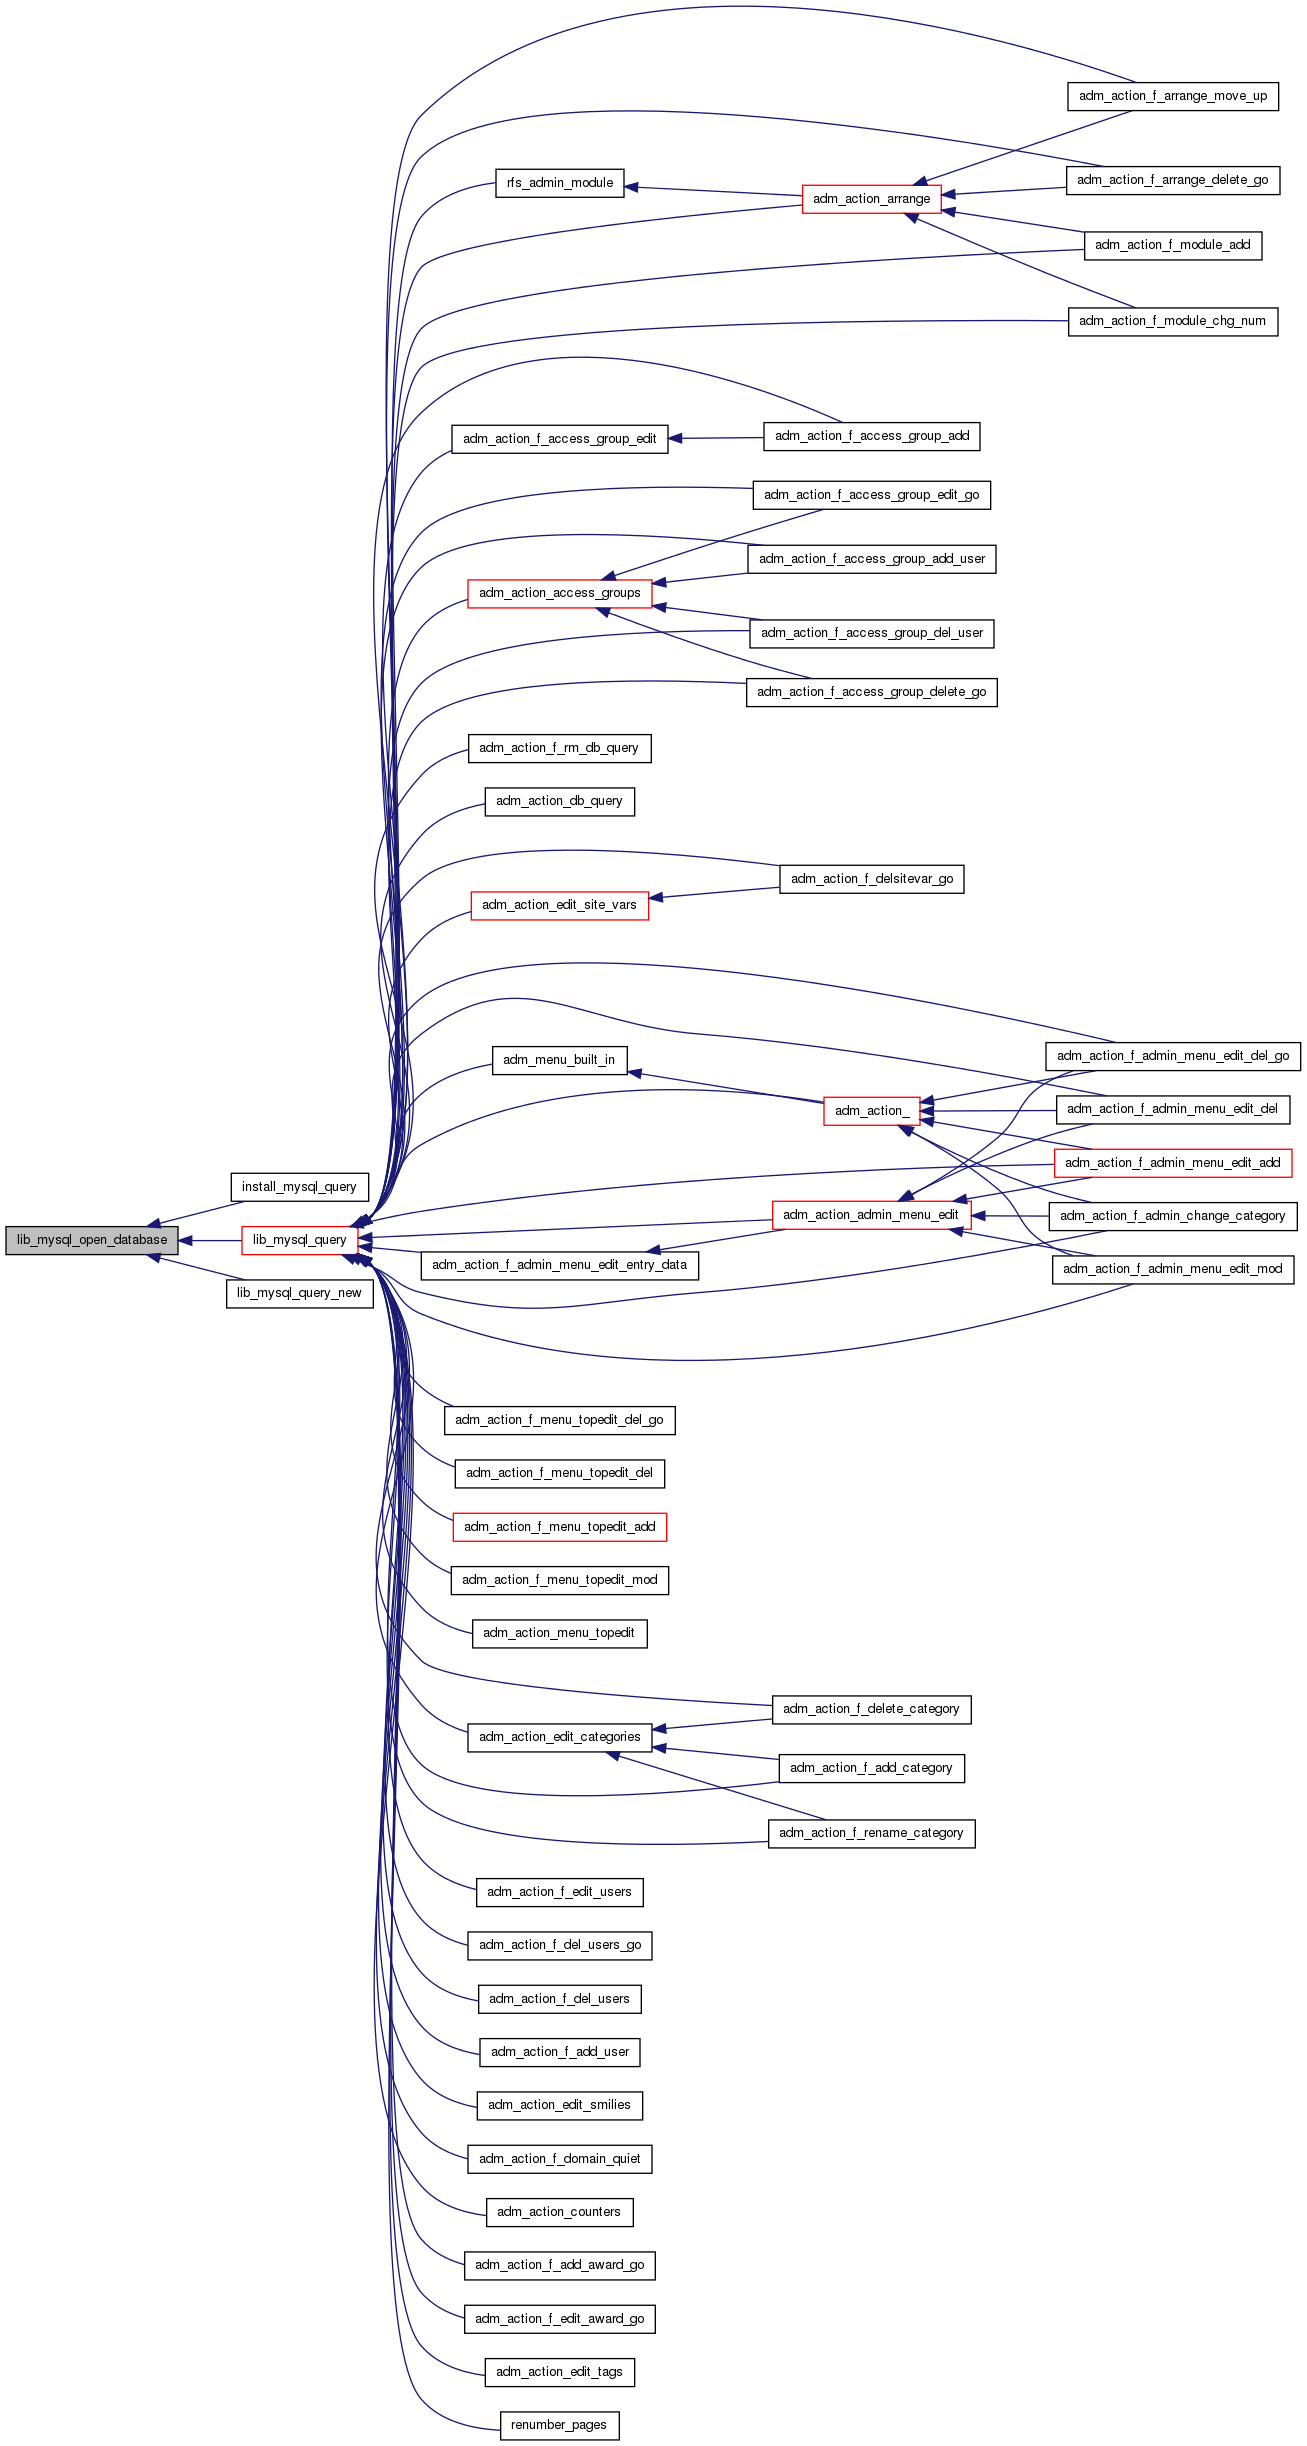 adm_action_f_arrange_move_up
adm_action_f_arrange_delete_go
rfs_admin_module
adm_action_arrange
adm_action_f_module_add
adm_action_f_module_chg_num
adm_action_f_access_group_edit
adm_action_f_access_group_add
adm_action_f_access_group_edit_go
adm_action_f_access_group_add_user
adm_action_access_groups
adm_action_f_access_group_del_user
adm_action_f_access_group_delete_go
adm_action_f_rm_db_query
adm_action_db_query
adm_action_f_delsitevar_go
adm_action_edit_site_vars
adm_action_f_admin_menu_edit_del_go
adm_menu_built_in
adm_action_
adm_action_f_admin_menu_edit_del
adm_action_f_admin_menu_edit_add
install_mysql_query
adm_action_admin_menu_edit
adm_action_f_admin_change_category
lib_mysql_open_database
lib_mysql_query
adm_action_f_admin_menu_edit_entry_data
adm_action_f_admin_menu_edit_mod
lib_mysql_query_new
adm_action_f_menu_topedit_del_go
adm_action_f_menu_topedit_del
adm_action_f_menu_topedit_add
adm_action_f_menu_topedit_mod
adm_action_menu_topedit
adm_action_f_delete_category
adm_action_edit_categories
adm_action_f_add_category
adm_action_f_rename_category
adm_action_f_edit_users
adm_action_f_del_users_go
adm_action_f_del_users
adm_action_f_add_user
adm_action_edit_smilies
adm_action_f_domain_quiet
adm_action_counters
adm_action_f_add_award_go
adm_action_f_edit_award_go
adm_action_edit_tags
renumber_pages